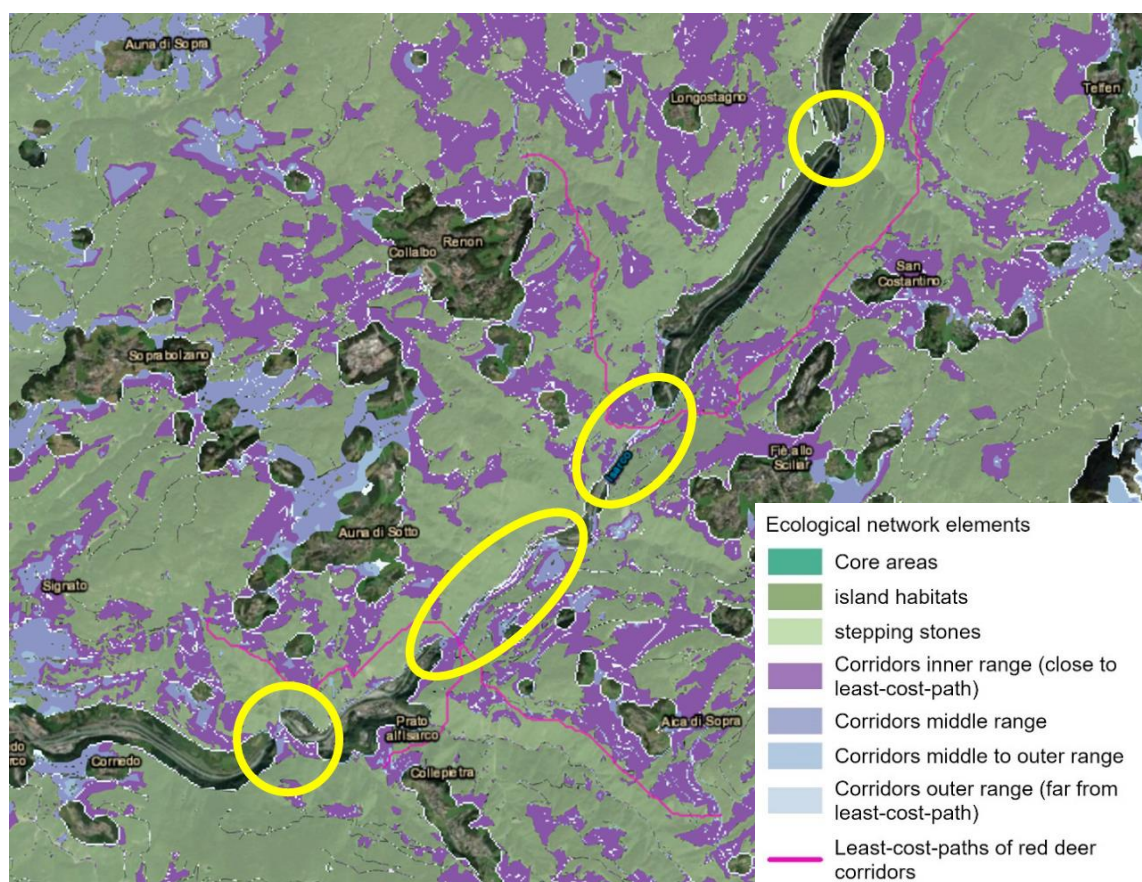 Auna di Sopra
Longostagno
Telfen
Renon
Collalbo
San
Costantino
Soprabolzano
Fiè allo
Sciliar
Isarco
Auna di Sotto
Signato
Prato
all'Isarco
Aica di Sopra
Cornedo
Collepietra
Ecological network elements
Core areas
island habitats
stepping stones
Corridors inner range (close to
least-cost-path)
Corridors middle range
Corridors middle to outer range
Corridors outer range (far from
least-cost-path)
Least-cost-paths of red deer
corridors